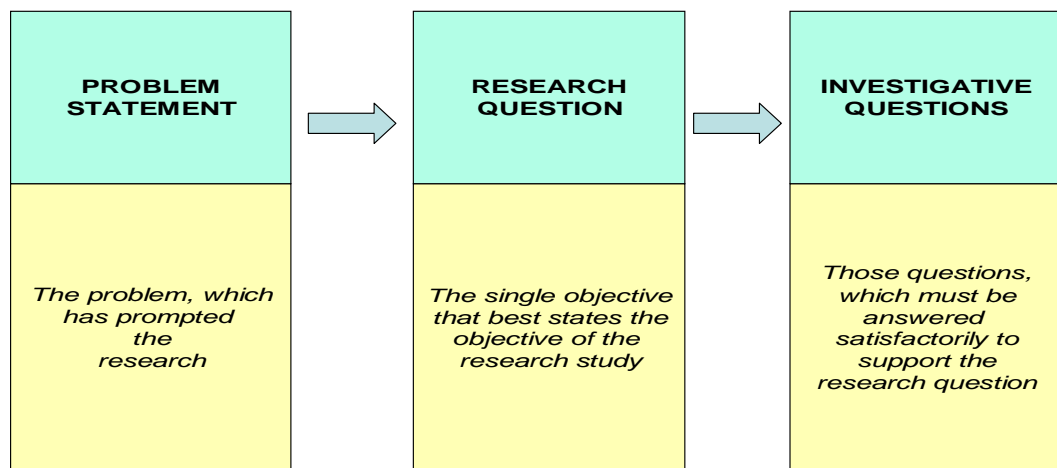 PROBLEM
STATEMENT
The problem, which
has prompted
the
research
RESEARCH
QUESTION
The single objective
that best states the
objective of the
research study
INVESTIGATIVE
QUESTIONS
Those questions,
which must be
answered
satisfactorily to
support the
research question